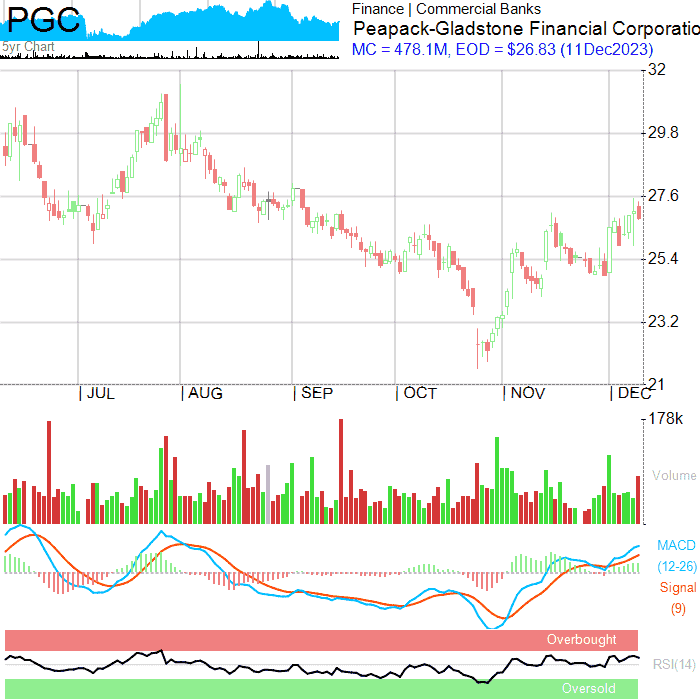 PGC
5yr Chart
Finance | Commercial Banks
Peapack-Gladstone Financial Corporatio
MC = 478.1M, EOD = $26.83 (11Dec2023)
32
29.8
27.6
25.4
23.2
21
| JUL | AUG | SEP | OCT | NOV | DEC
178k
Volume
MACD
(12-26)
Signal
(9)
Overbought
RSI(14)
Oversold